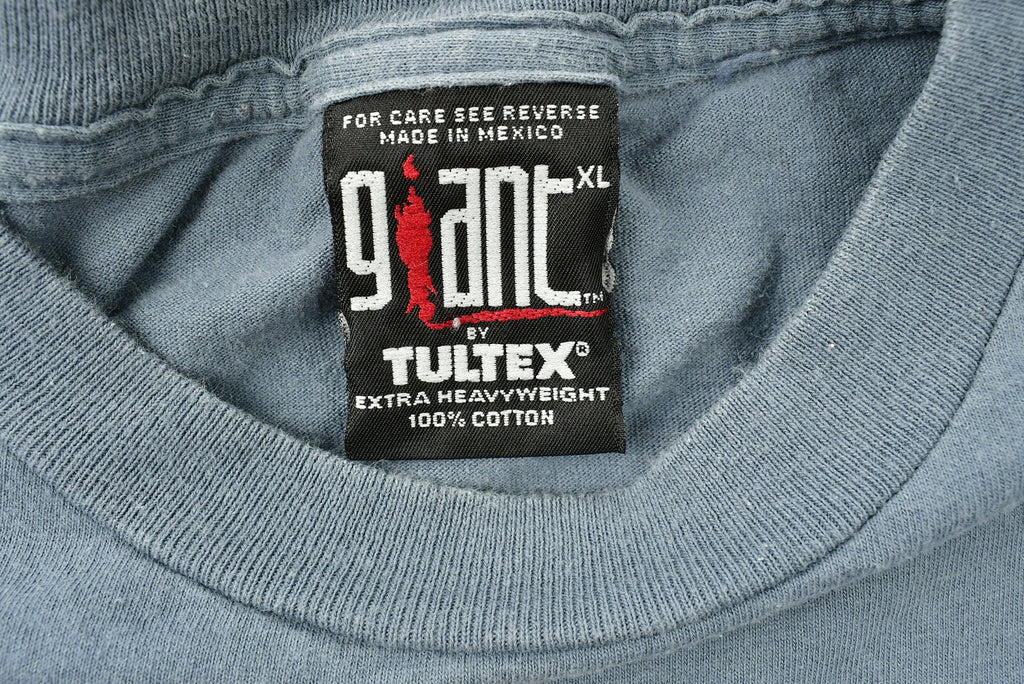 FOR CARE SEE REVERSE
MADE IN MEXICO
giant XL
TM
BY
TULTEX®
EXTRA HEAVYWEIGHT
100% COTTON